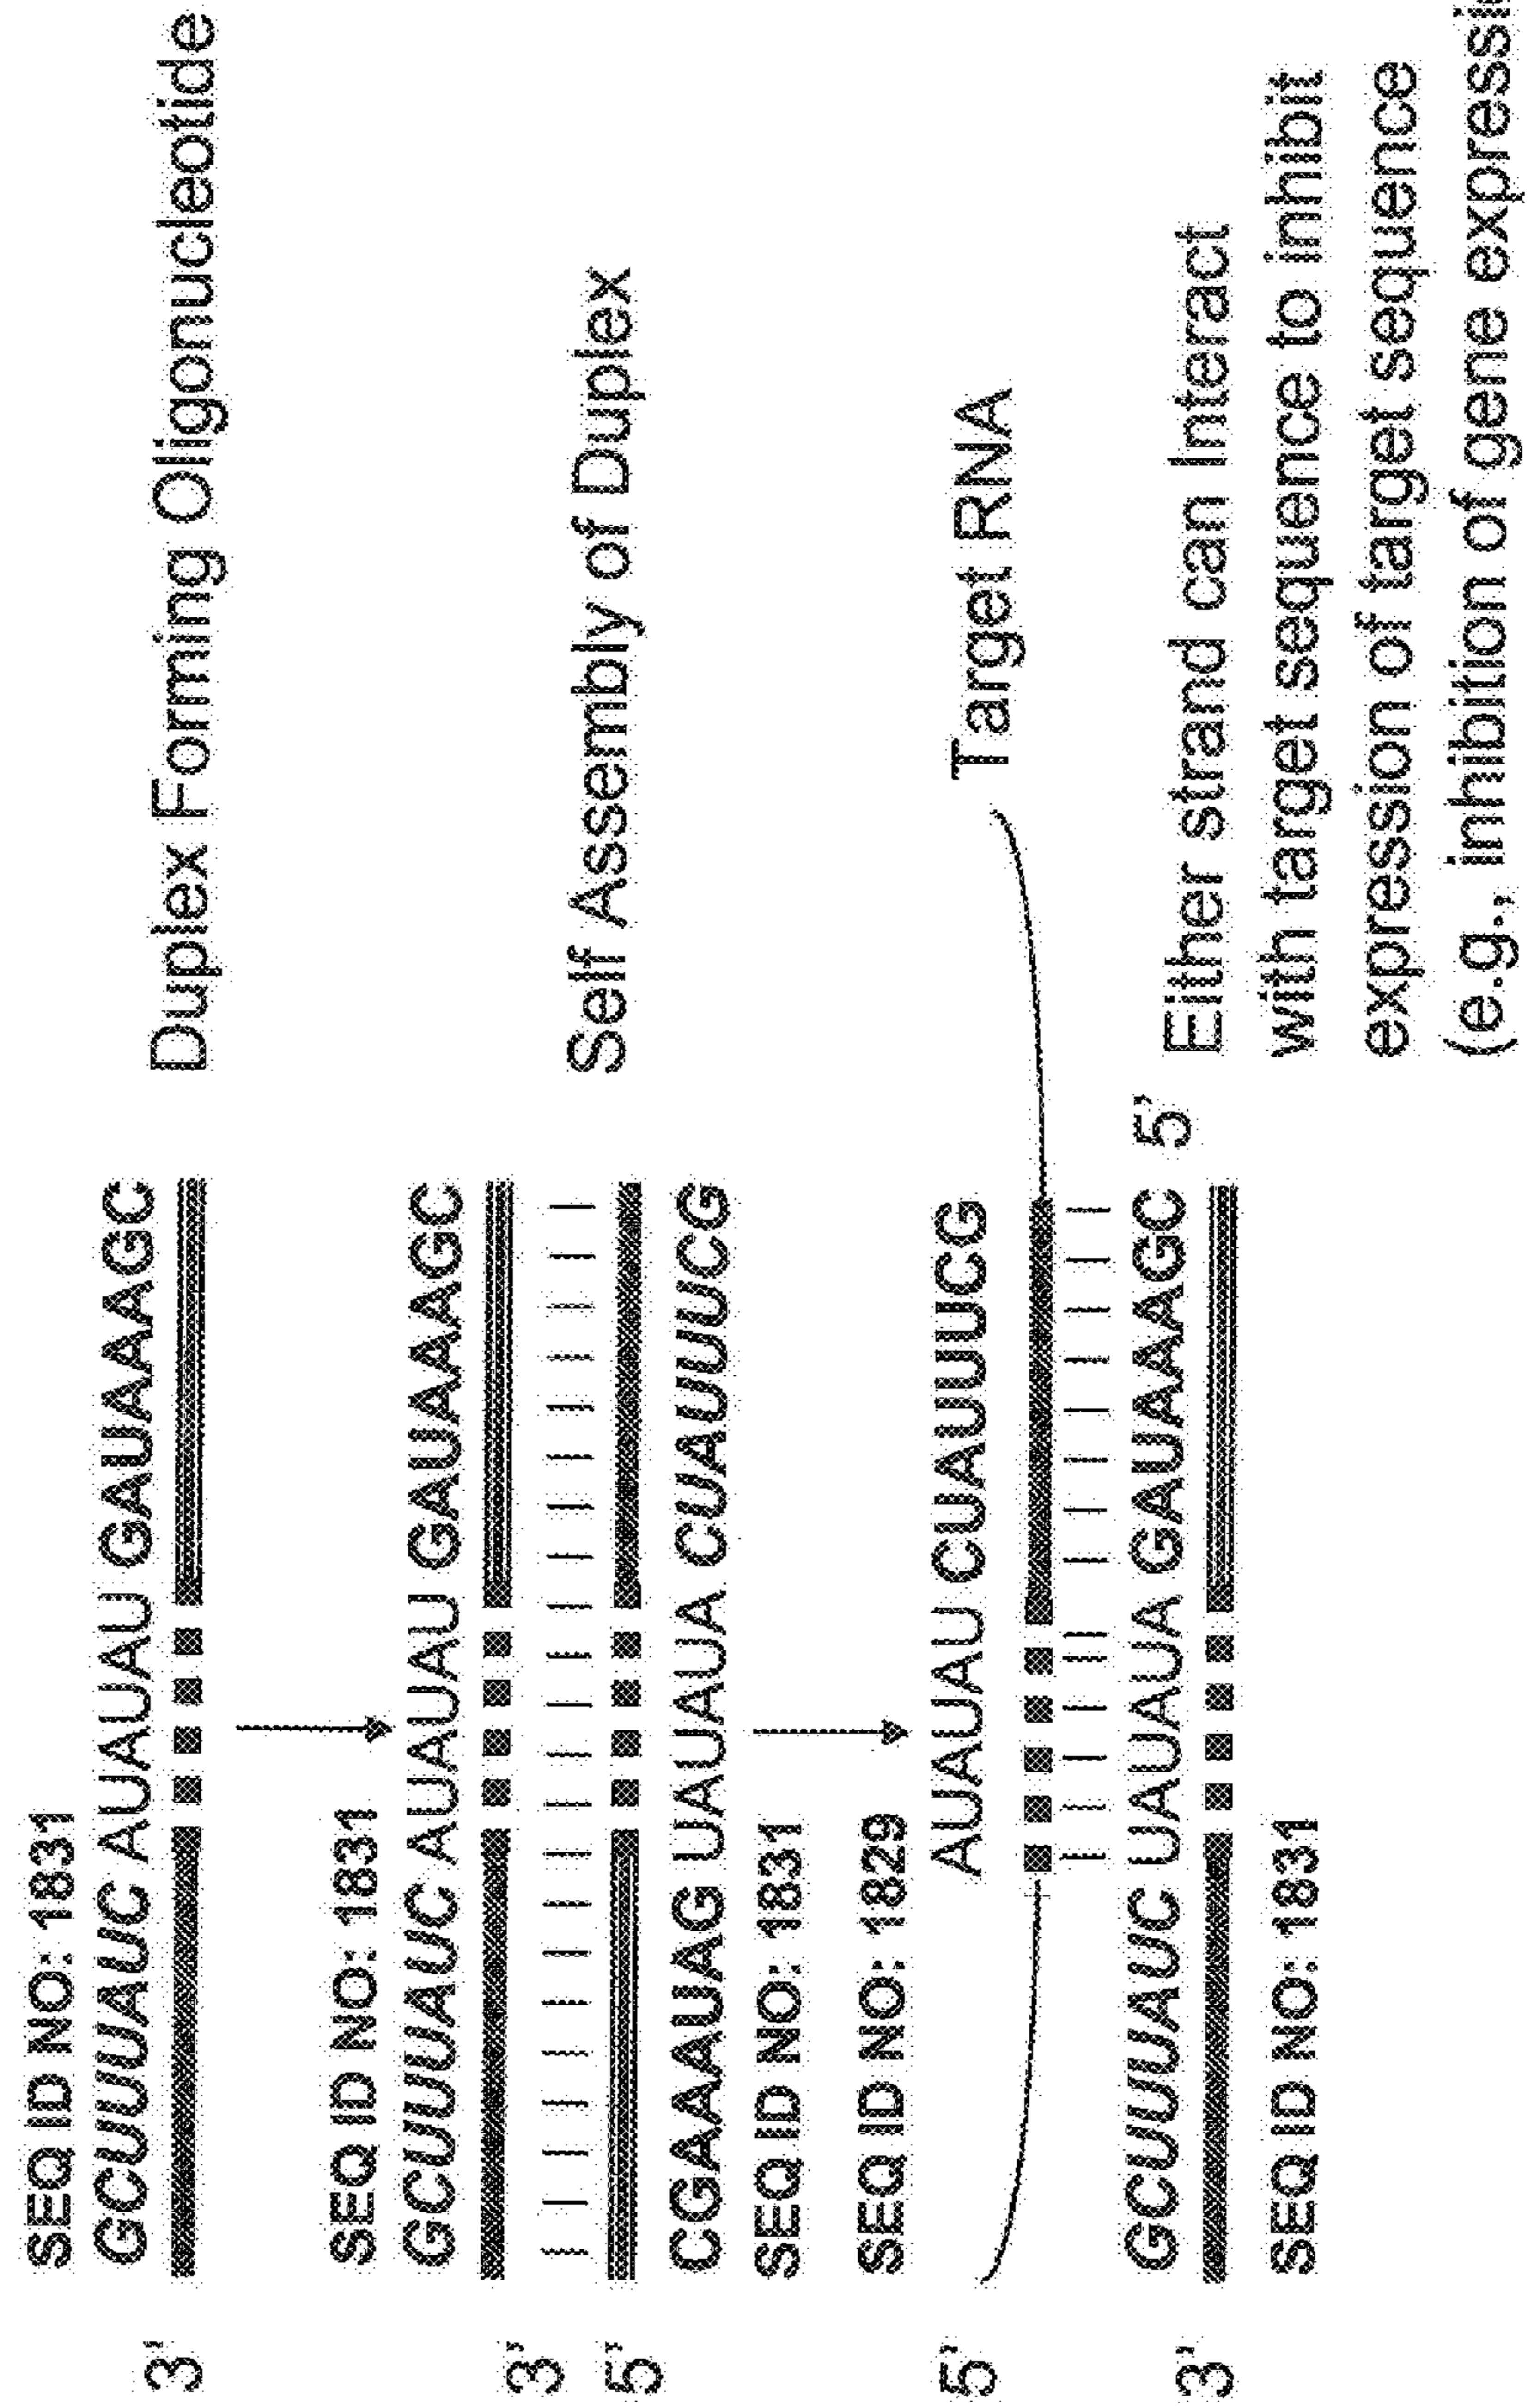 SEQ ID NO: 1831
GCUUUAUC AUAUAU GAUAAAGC
3'
Duplex Forming Oligonucleotide
SEQ ID NO: 1831
GCUUUAUC AUAUAU GAUAAAGC
3'
5'
Self Assembly of Duplex
CGAAAUAG UAUAUA CUAUUUCG
SEQ ID NO: 1831
SEQ ID NO: 1829
AUAUAU CUAUUUCG
5'
Target RNA
GCUUUAUC UAUAUA GAUAAAGC 5'
3'
SEQ ID NO: 1831
Either strand can Interact
with target sequence to inhibit
expression of target sequence
(e.g., inhibition of gene expressi